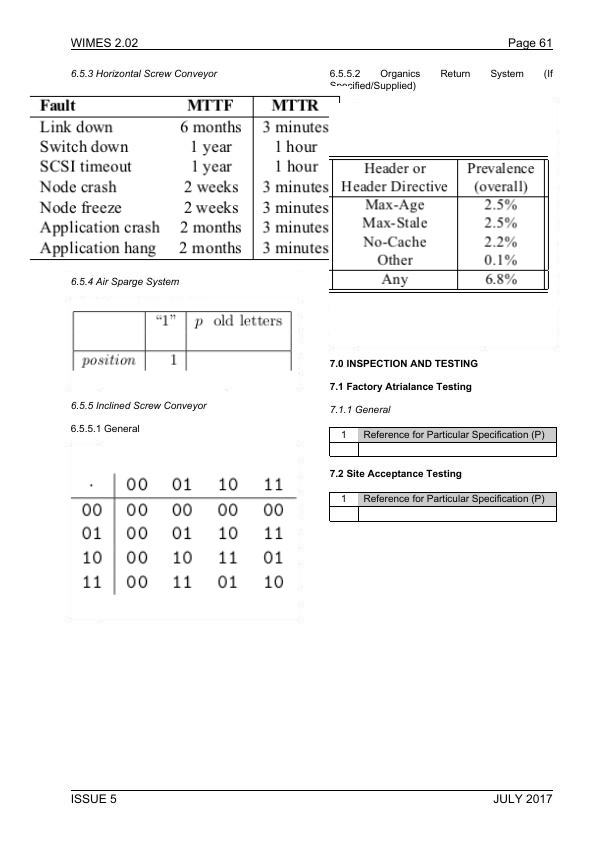 WIMES 2.02 Page 61
6.5.3 Horizontal Screw Conveyor
Fault MTTF MTTR
Link down 6 months 3 minutes
Switch down 1 year 1 hour
SCSI timeout 1 year 1 hour
Node crash 2 weeks 3 minutes
Node freeze 2 weeks 3 minutes
Application crash 2 months 3 minutes
Application hang 2 months 3 minutes
6.5.4 Air Sparge System
“1” p old letters
position 1
6.5.5 Inclined Screw Conveyor
6.5.5.1 General
· 00 01 10 11
00 00 00 00 00
01 00 01 10 11
10 00 10 11 01
11 00 11 01 10
6.5.5.2 Organics Return System (If
Specified/Supplied)
Header or Prevalence
Header Directive (overall)
Max-Age 2.5%
Max-Stale 2.5%
No-Cache 2.2%
Other 0.1%
Any 6.8%
7.0 INSPECTION AND TESTING
7.1 Factory Atrialance Testing
7.1.1 General
1 Reference for Particular Specification (P)
7.2 Site Acceptance Testing
1 Reference for Particular Specification (P)
ISSUE 5 JULY 2017